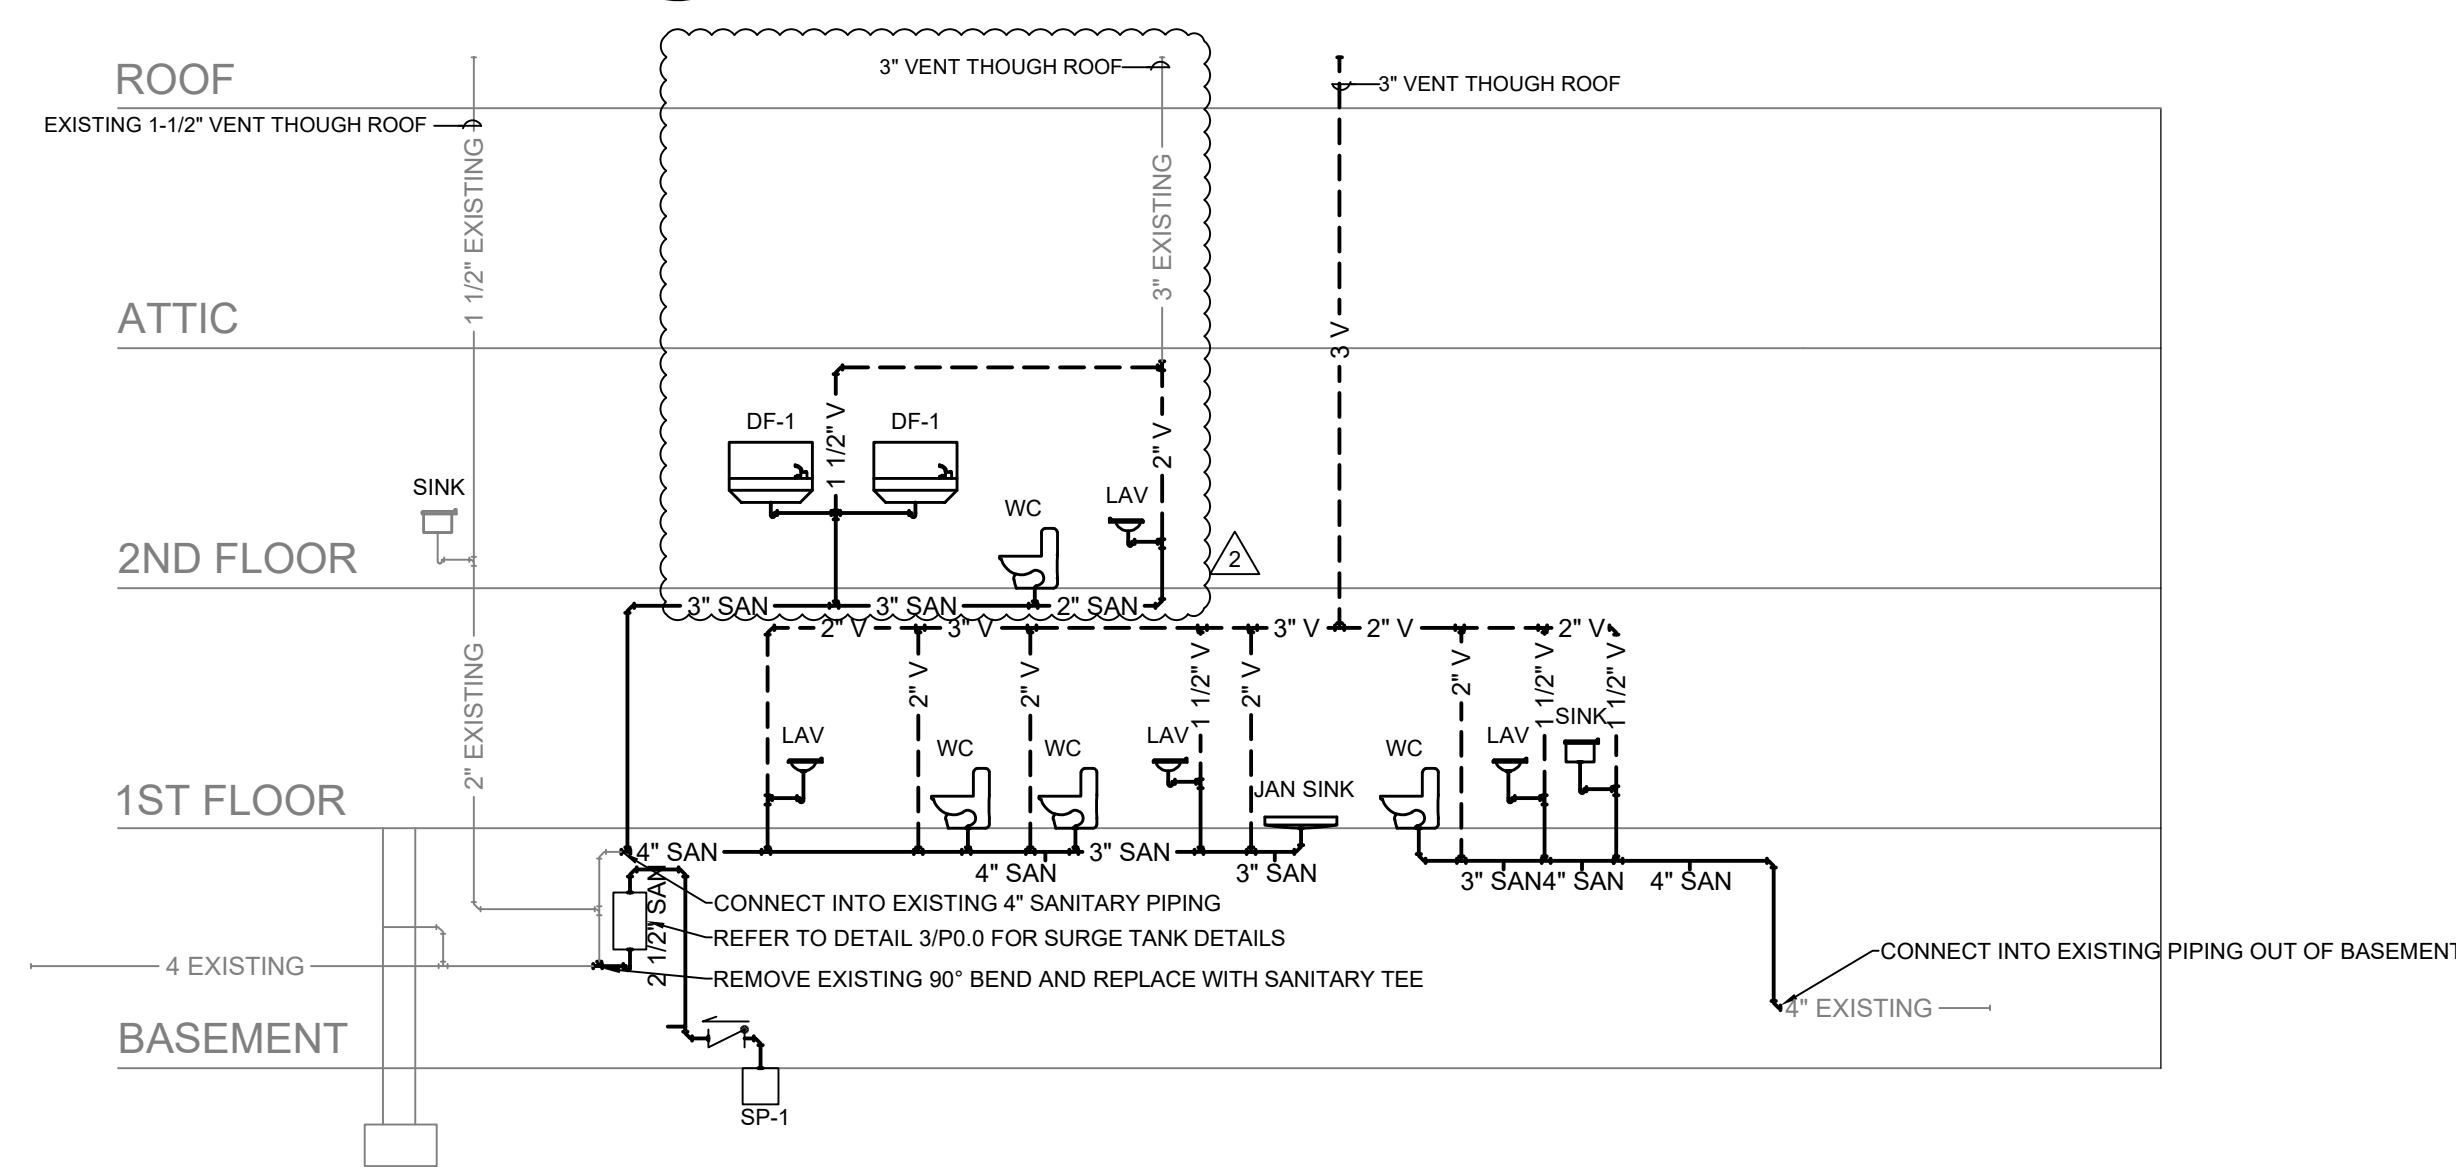 3" VENT THOUGH ROOF
ROOF
3" VENT THOUGH ROOF
EXISTING 1-1/2" VENT THOUGH ROOF
1 1/2" EXISTING
3" EXISTING
ATTIC
3 V
DF-1
DF-1
1 1/2" V
2" V
SINK
LAV
WC
2ND FLOOR
2
3" SAN
3" SAN
2" SAN
2" V
3" V
3" V
2" V
2" V
2" EXISTING
2" V
2" V
1 1/2" V
2" V
2" V
1 1/2" V
1 1/2" V
SINK
LAV
WC
WC
LAV
WC
LAV
JAN SINK
1ST FLOOR
4" SAN
3" SAN
4" SAN
3" SAN
3" SAN
4" SAN
4" SAN
2 1/2" SAN
CONNECT INTO EXISTING 4" SANITARY PIPING
REFER TO DETAIL 3/P0.0 FOR SURGE TANK DETAILS
CONNECT INTO EXISTING PIPING OUT OF BASEMENT
4 EXISTING
REMOVE EXISTING 90° BEND AND REPLACE WITH SANITARY TEE
4" EXISTING
BASEMENT
SP-1